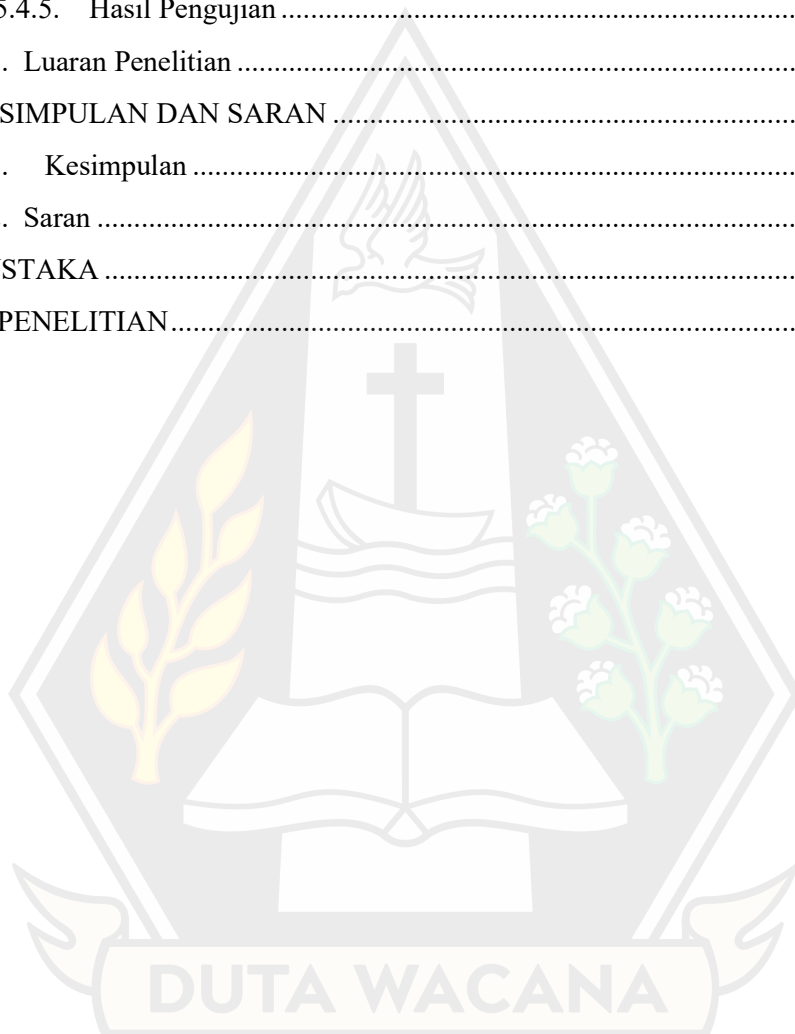 5.4.5. Hasil Pengujian ........................................................................
. Luaran Penelitian ........................................................................
SIMPULAN DAN SARAN ........................................................................
. Kesimpulan ........................................................................
. Saran ........................................................................
STAKA ........................................................................
PENELITIAN ........................................................................
DUTA WACANA